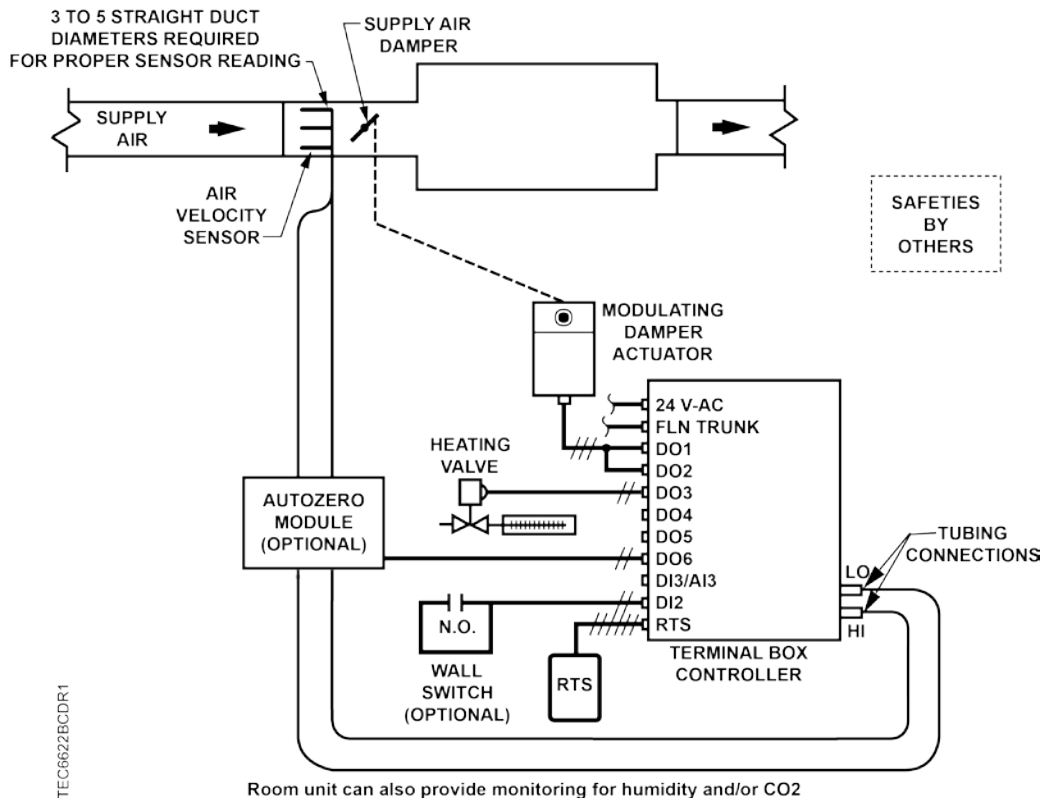 3 TO 5 STRAIGHT DUCT
DIAMETERS REQUIRED
FOR PROPER SENSOR READING
SUPPLY AIR
DAMPER
SUPPLY
AIR
AIR
VELOCITY
SENSOR
SAFETIES
BY
OTHERS
MODULATING
DAMPER
ACTUATOR
24 V-AC
FLN TRUNK
DO1
DO2
DO3
DO4
DO5
DO6
DI3/AI3
DI2
RTS
HEATING
VALVE
AUTOZERO
MODULE
(OPTIONAL)
TUBING
CONNECTIONS
LO
HI
N.O.
WALL
SWITCH
(OPTIONAL)
RTS
TERMINAL BOX
CONTROLLER
TEC6622BCDR1
Room unit can also provide monitoring for humidity and/or CO2